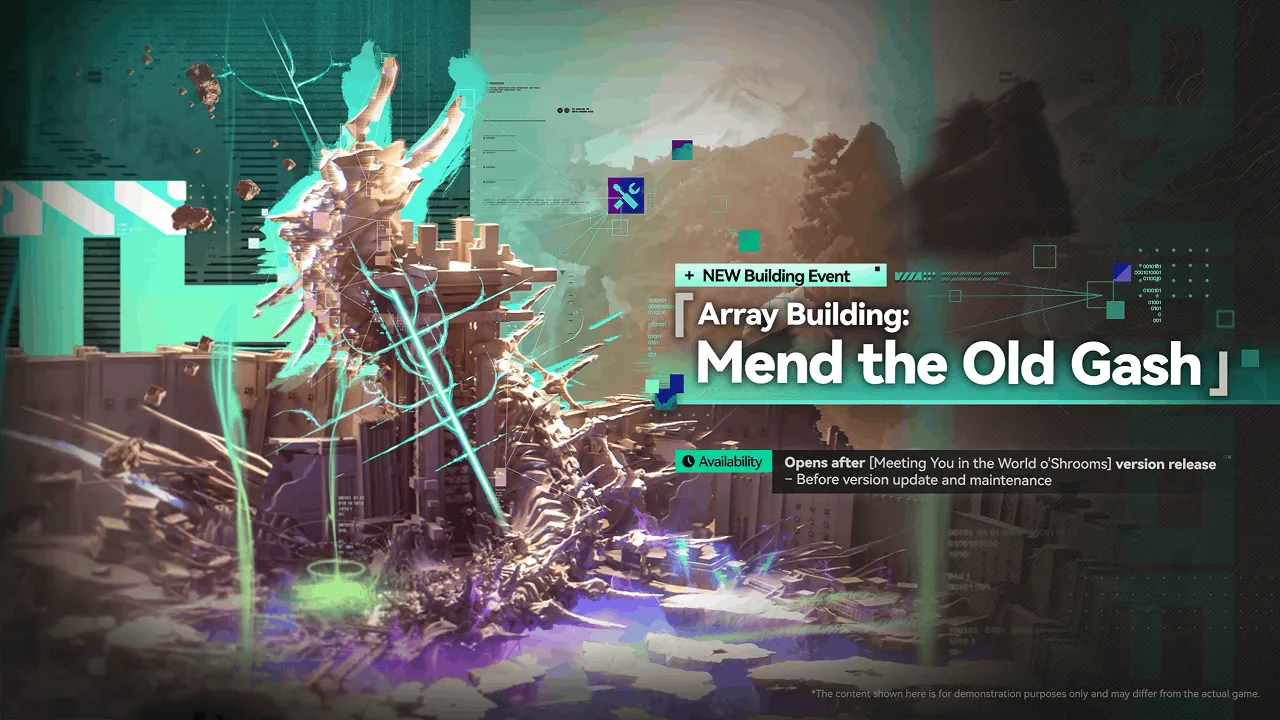 + NEW Building Event
「Array Building:
Mend the Old Gash」
Availability
Opens after [Meeting You in the World o'Shrooms] version release
– Before version update and maintenance
*The content shown here is for demonstration purposes only and may differ from the actual game.